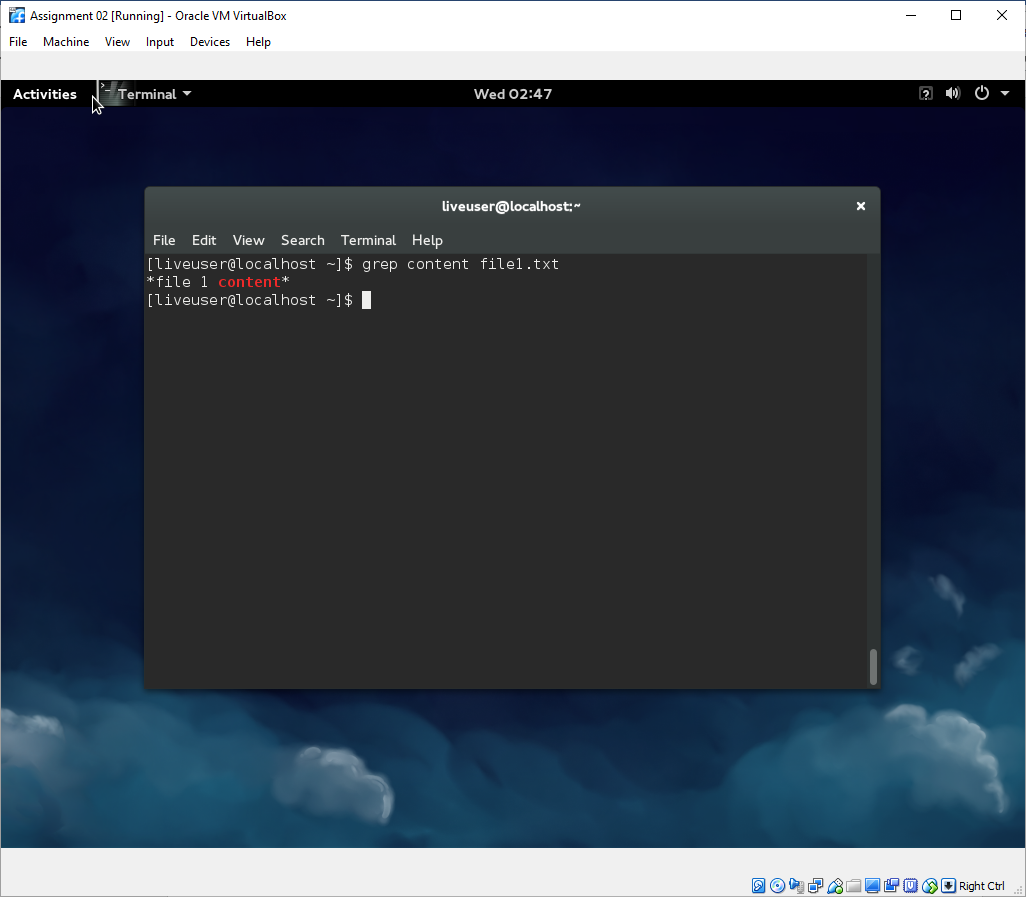 Assignment 02 [Running] - Oracle VM VirtualBox
File Machine View Input Devices Help
Activities Terminal Wed 02:47
liveuser@localhost:~
File Edit View Search Terminal Help
[liveuser@localhost ~]$ grep content file1.txt
*file 1 content*
[liveuser@localhost ~]$
Right Ctrl